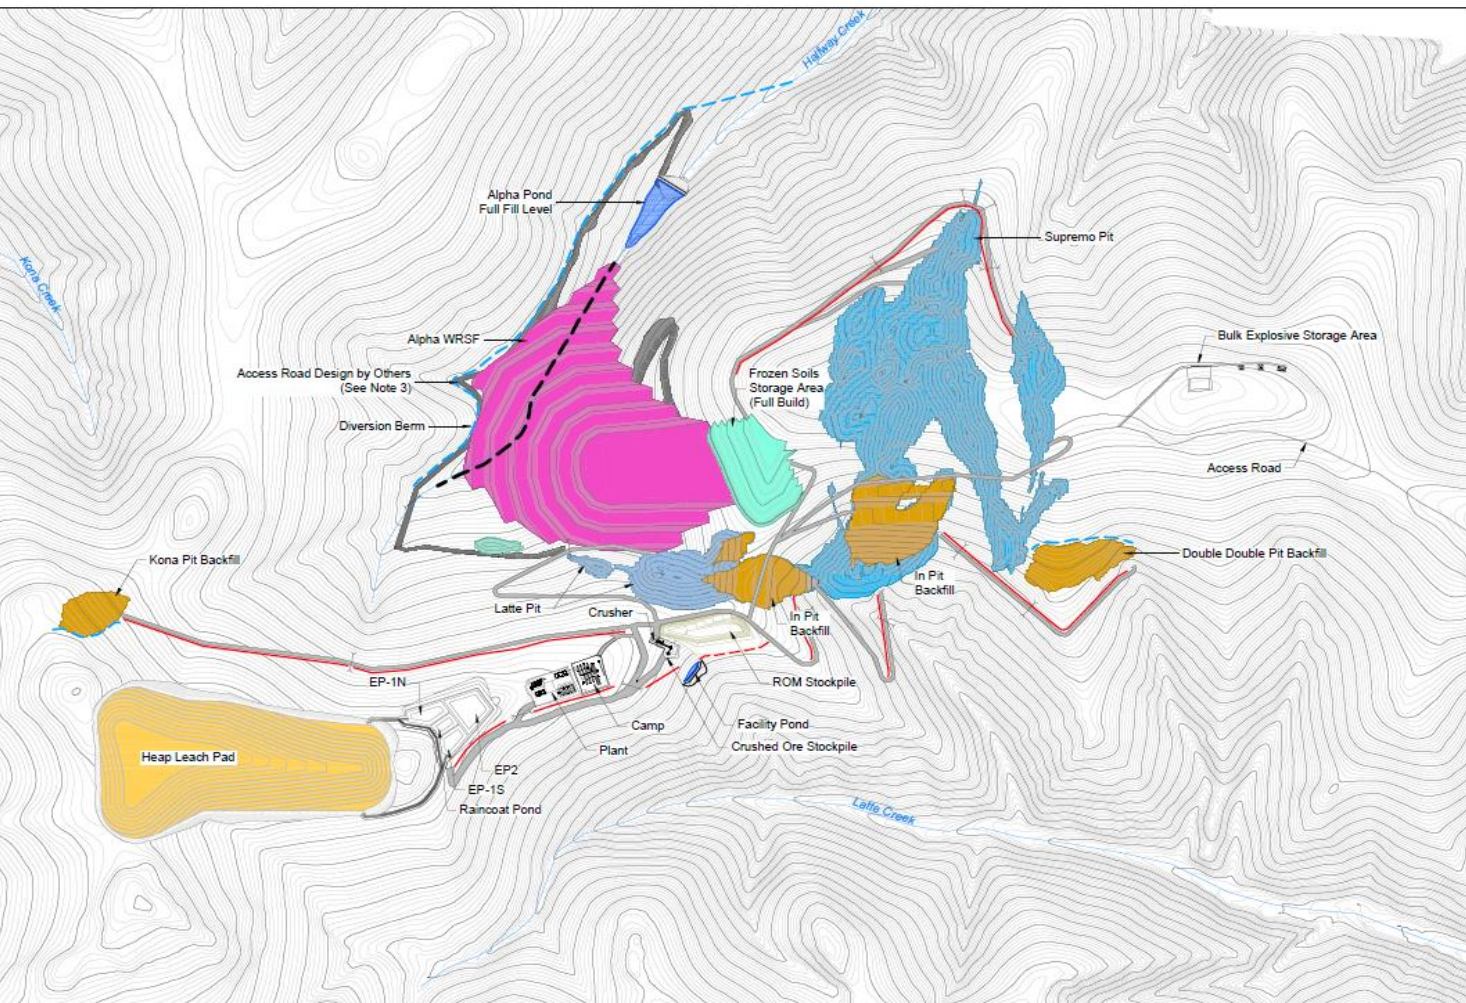 Halfway Creek
Alpha Pond
Full Fill Level
Supremo Pit
Kona Creek
Alpha WRSF
Bulk Explosive Storage Area
Access Road Design by Others
(See Note 3)
Frozen Soils
Storage Area
(Full Build)
Diversion Berm
Access Road
Kona Pit Backfill
Double Double Pit Backfill
In Pit
Backfill
Latte Pit
Crusher
In Pit
Backfill
EP-1N
ROM Stockpile
Camp
Facility Pond
Plant
Crushed Ore Stockpile
Heap Leach Pad
EP2
EP-1S
Raincoat Pond
Latte Creek